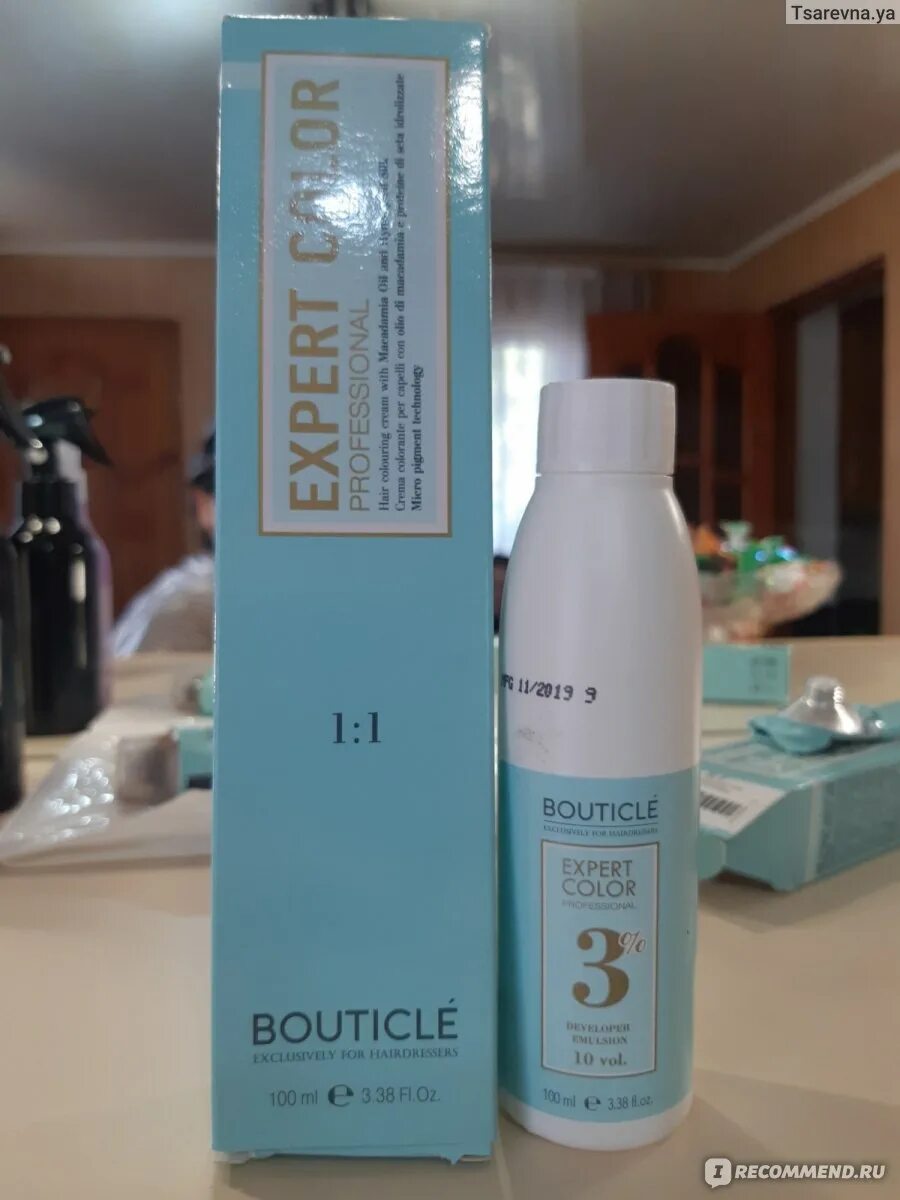 Tsarevna.ya
EXPERT COLOR
PROFESSIONAL
Hair colouring cream with Macadamia Oil and
Crema colorante per capelli con olio di macadamia e proteine di seta idrolizzate
Micro pigment technology
1:1
BOUTICLÉ
EXCLUSIVELY FOR HAIRDRESSERS
100 ml e 3.38 Fl.Oz.
11/2019 9
BOUTICLÉ
EXCLUSIVELY FOR HAIRDRESSERS
EXPERT
COLOR
PROFESSIONAL
3%
DEVELOPER
EMULSION
10 vol.
100 ml e 3.38 fl.oz.
IRECOMMEND.RU